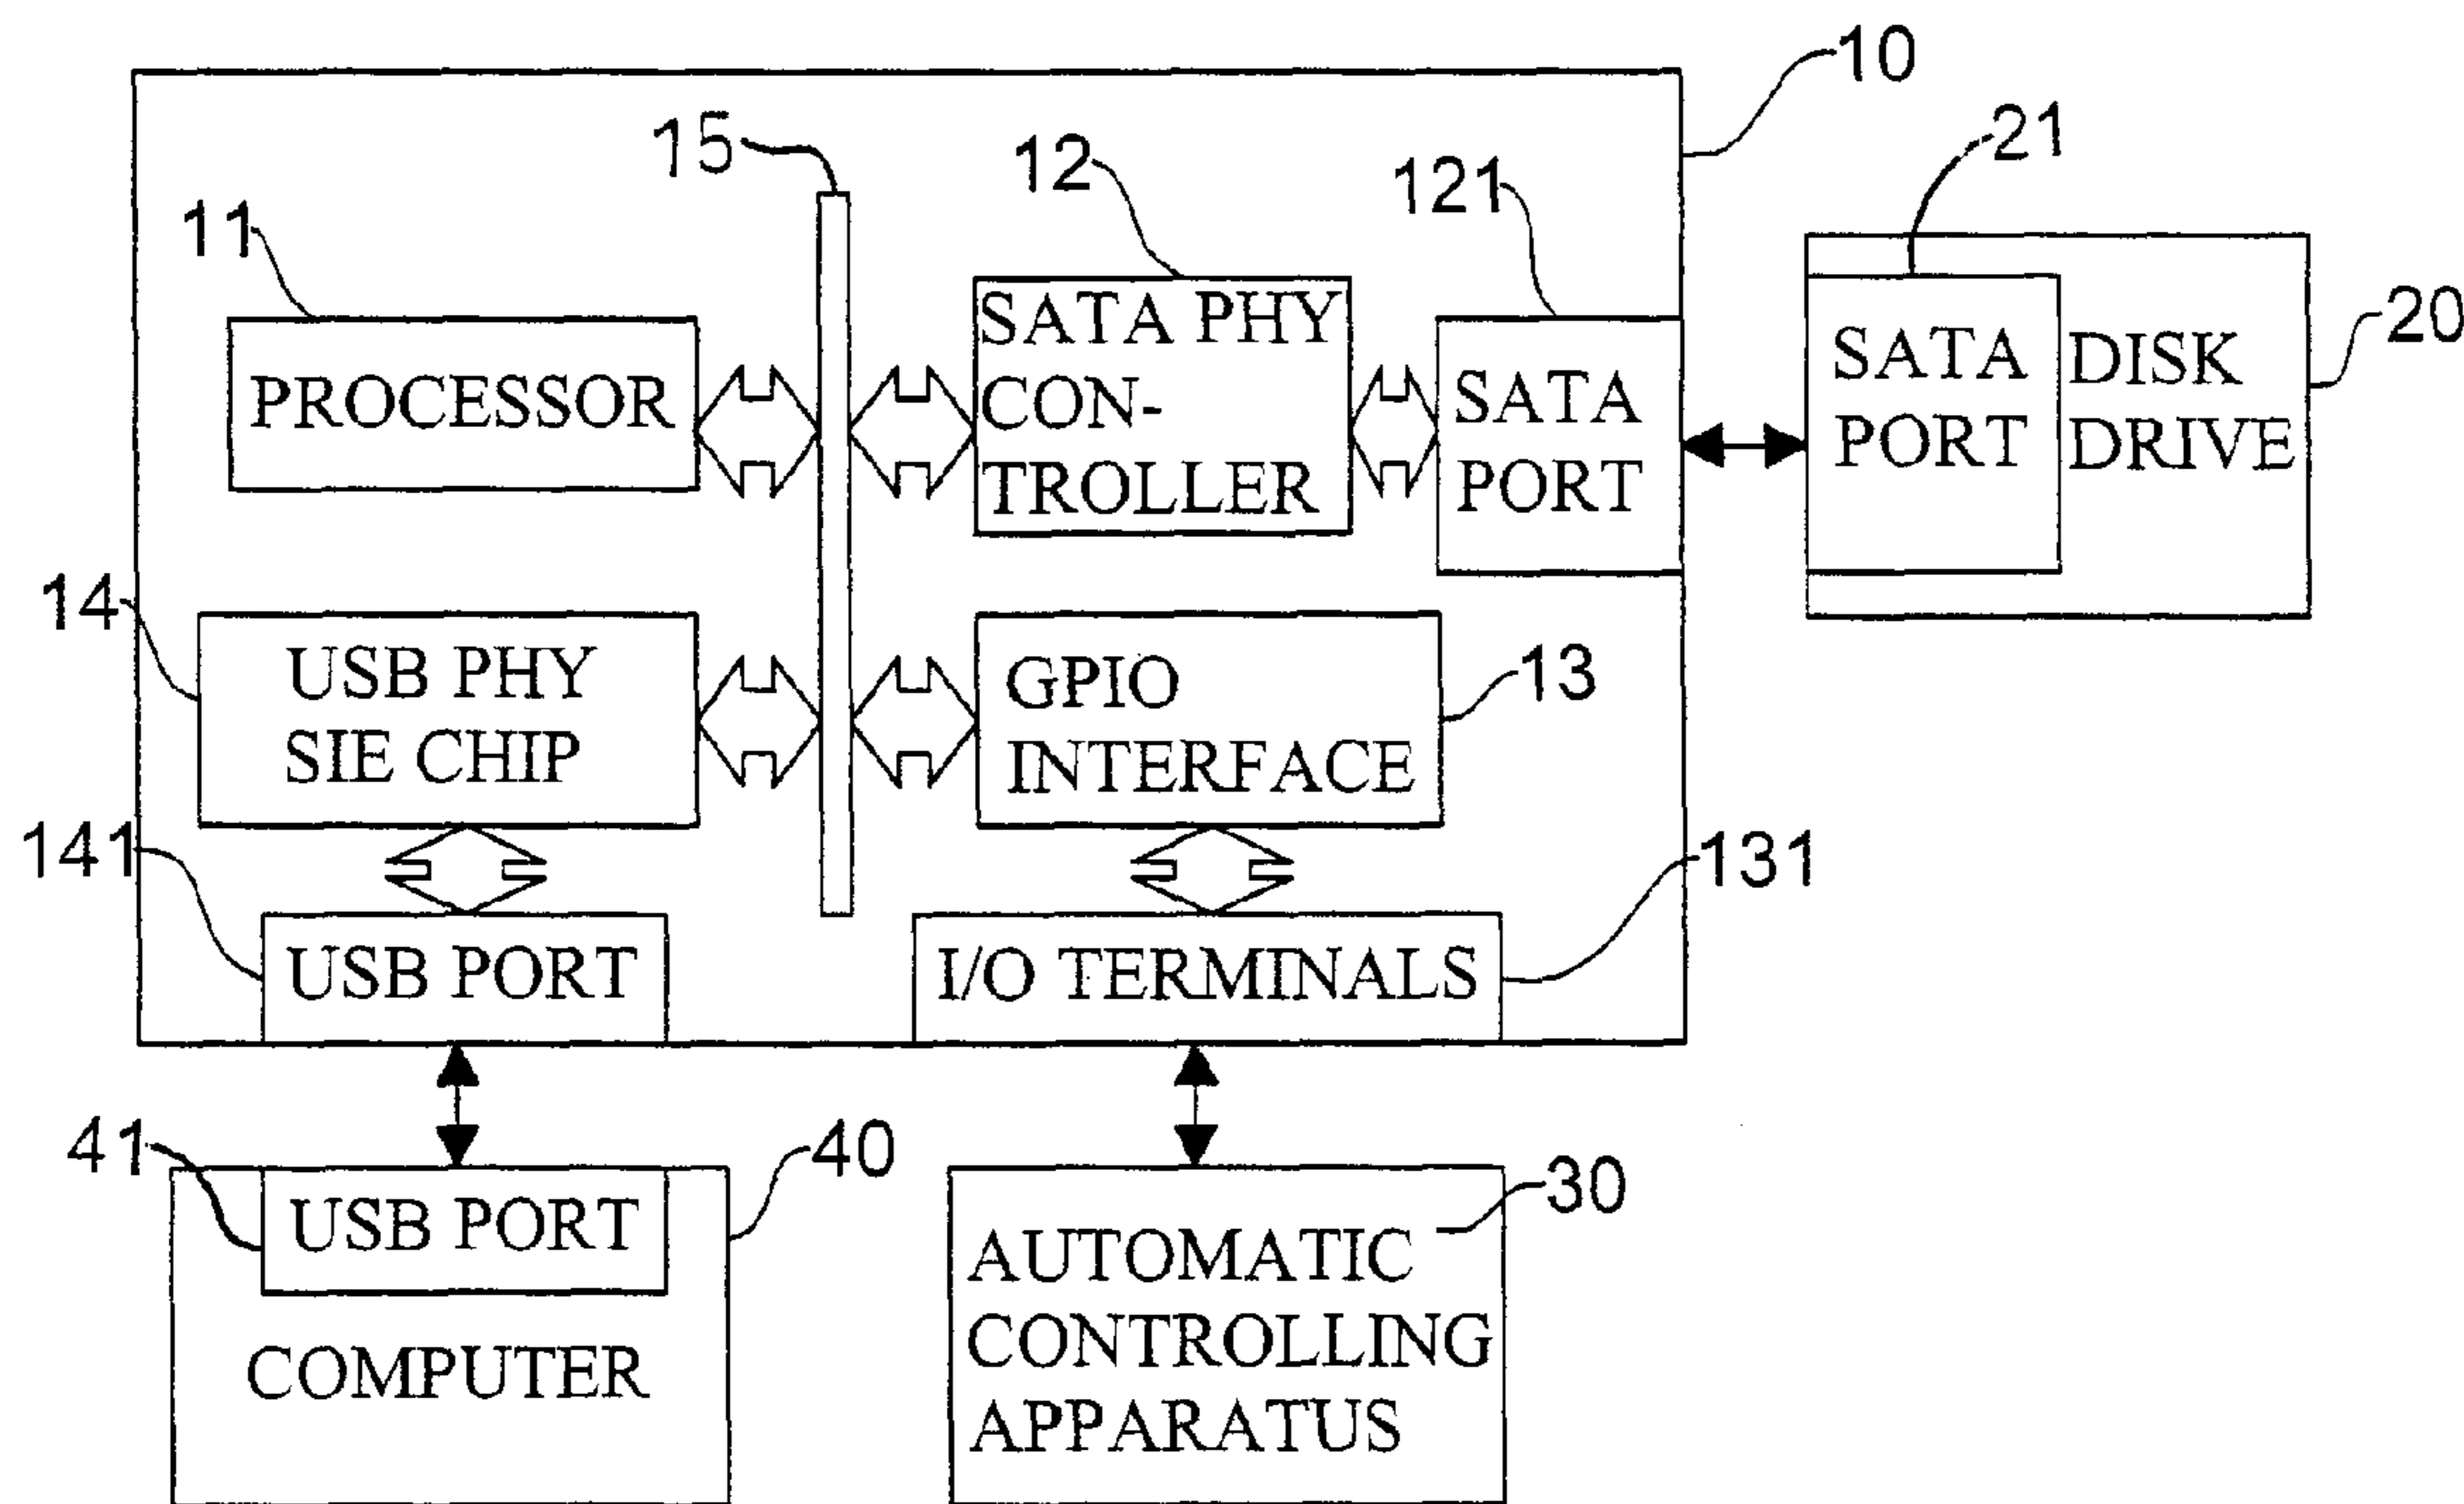 10
21
15
12
121
11
20
SATA PHY
CON-
TROLLER
PROCESSOR
SATA
PORT
SATA
PORT
DISK
DRIVE
14
USB PHY
SIE CHIP
GPIO
INTERFACE
13
141
131
USB PORT
I/O TERMINALS
41
40
30
USB PORT
COMPUTER
AUTOMATIC
CONTROLLING
APPARATUS